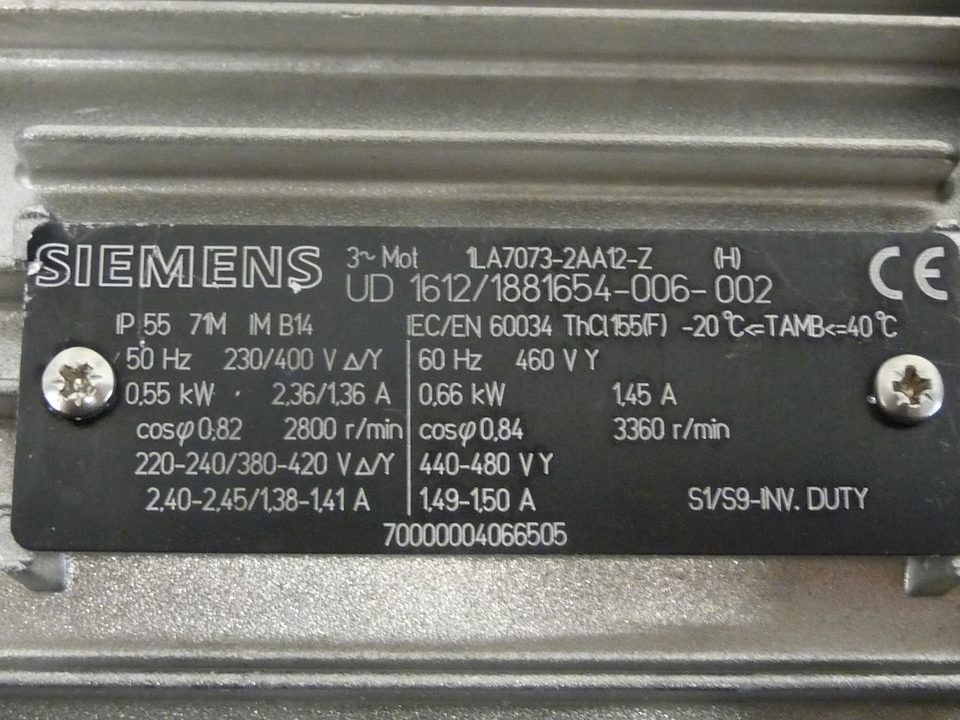 SIEMENS 3~ Mot 1LA7073-2AA12-Z (H) CE
UD 1612/1881654-006-002
IP 55 71M IM B14 IEC/EN 60034 ThCl.155(F) -20°C<=TAMB<=40°C
50 Hz 230/400 V Δ/Y 60 Hz 460 V Y
0,55 kW 2,36/1,36 A 0,66 kW 1,45 A
cosφ 0,82 2800 r/min cosφ 0,84 3360 r/min
220-240/380-420 V Δ/Y 440-480 V Y
2,40-2,45/1,38-1,41 A 1,49-1,50 A S1/S9-INV. DUTY
70000004066505